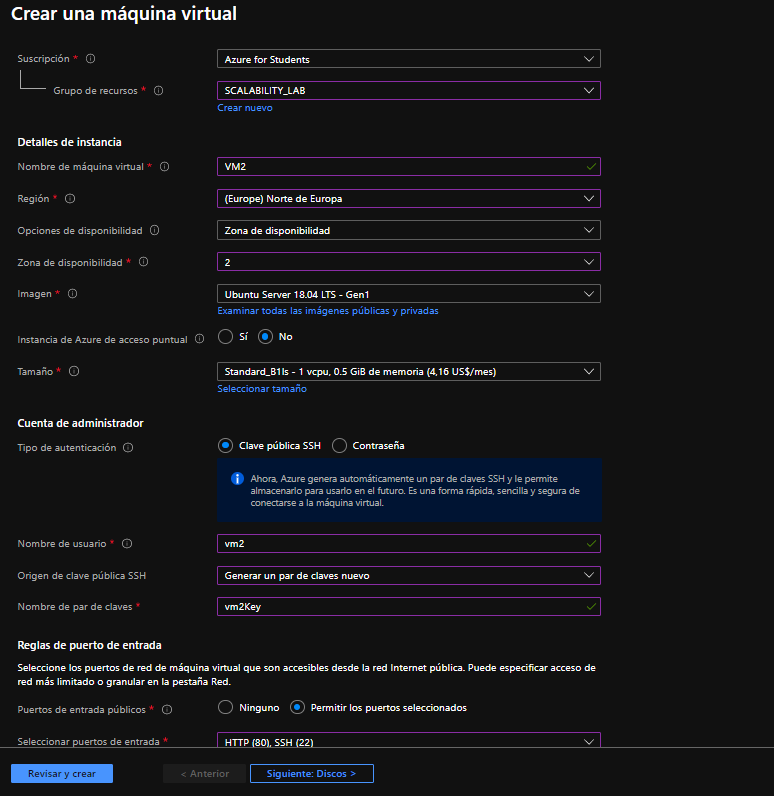 Crear una máquina virtual
Suscripción *
Azure for Students
Grupo de recursos *
SCALABILITY_LAB
Crear nuevo
Detalles de instancia
Nombre de máquina virtual *
VM2
Región *
(Europe) Norte de Europa
Opciones de disponibilidad
Zona de disponibilidad
Zona de disponibilidad *
2
Imagen *
Ubuntu Server 18.04 LTS - Gen1
Examinar todas las imágenes públicas y privadas
Instancia de Azure de acceso puntual
Sí No
Tamaño *
Standard_B1ls - 1 vcpu, 0.5 GiB de memoria (4,16 US$/mes)
Seleccionar tamaño
Cuenta de administrador
Tipo de autenticación
Clave pública SSH Contraseña
Ahora, Azure genera automáticamente un par de claves SSH y le permite
almacenarlo para usarlo en el futuro. Es una forma rápida, sencilla y segura de
conectarse a la máquina virtual.
Nombre de usuario *
vm2
Origen de clave pública SSH
Generar un par de claves nuevo
Nombre de par de claves *
vm2Key
Reglas de puerto de entrada
Seleccione los puertos de red de máquina virtual que son accesibles desde la red Internet pública. Puede especificar acceso de
red más limitado o granular en la pestaña Red.
Puertos de entrada públicos *
Ninguno Permitir los puertos seleccionados
Seleccionar puertos de entrada *
HTTP (80), SSH (22)
Revisar y crear
< Anterior
Siguiente: Discos >